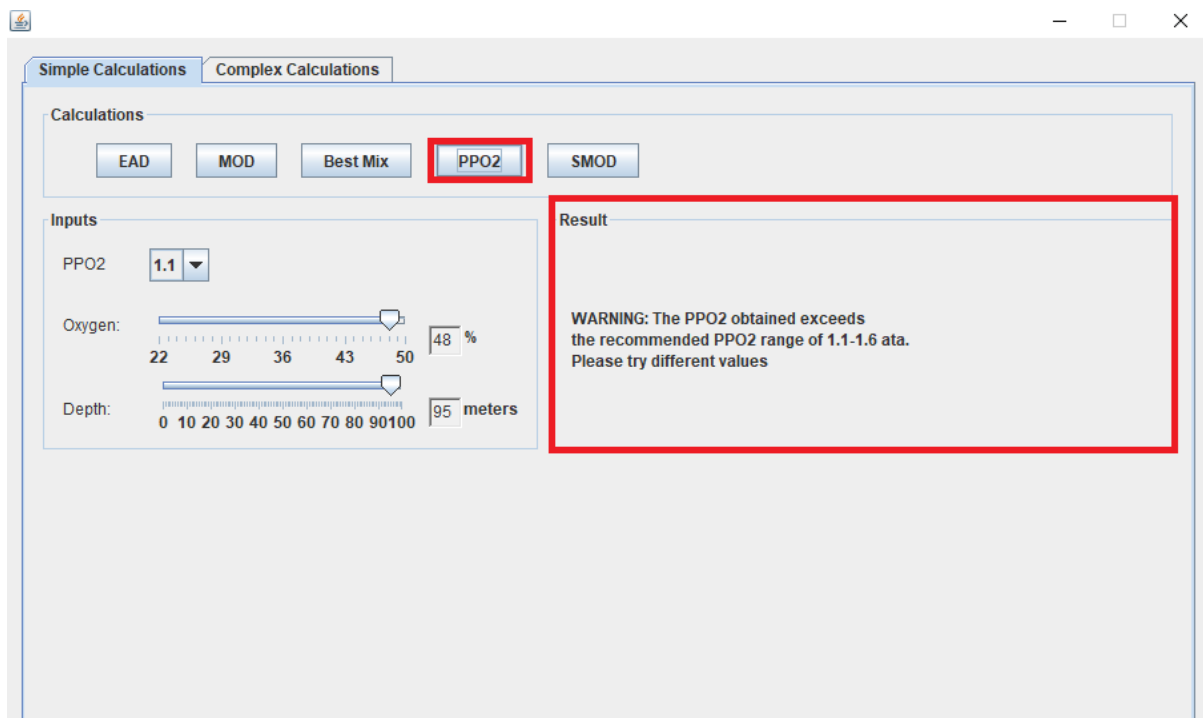 Simple Calculations Complex Calculations
Calculations
EAD MOD Best Mix PPO2 SMOD
Inputs
PPO2 1.1
Oxygen: 48 %
22 29 36 43 50
Depth: 95 meters
0 10 20 30 40 50 60 70 80 90100
Result
WARNING: The PPO2 obtained exceeds
the recommended PPO2 range of 1.1-1.6 ata.
Please try different values